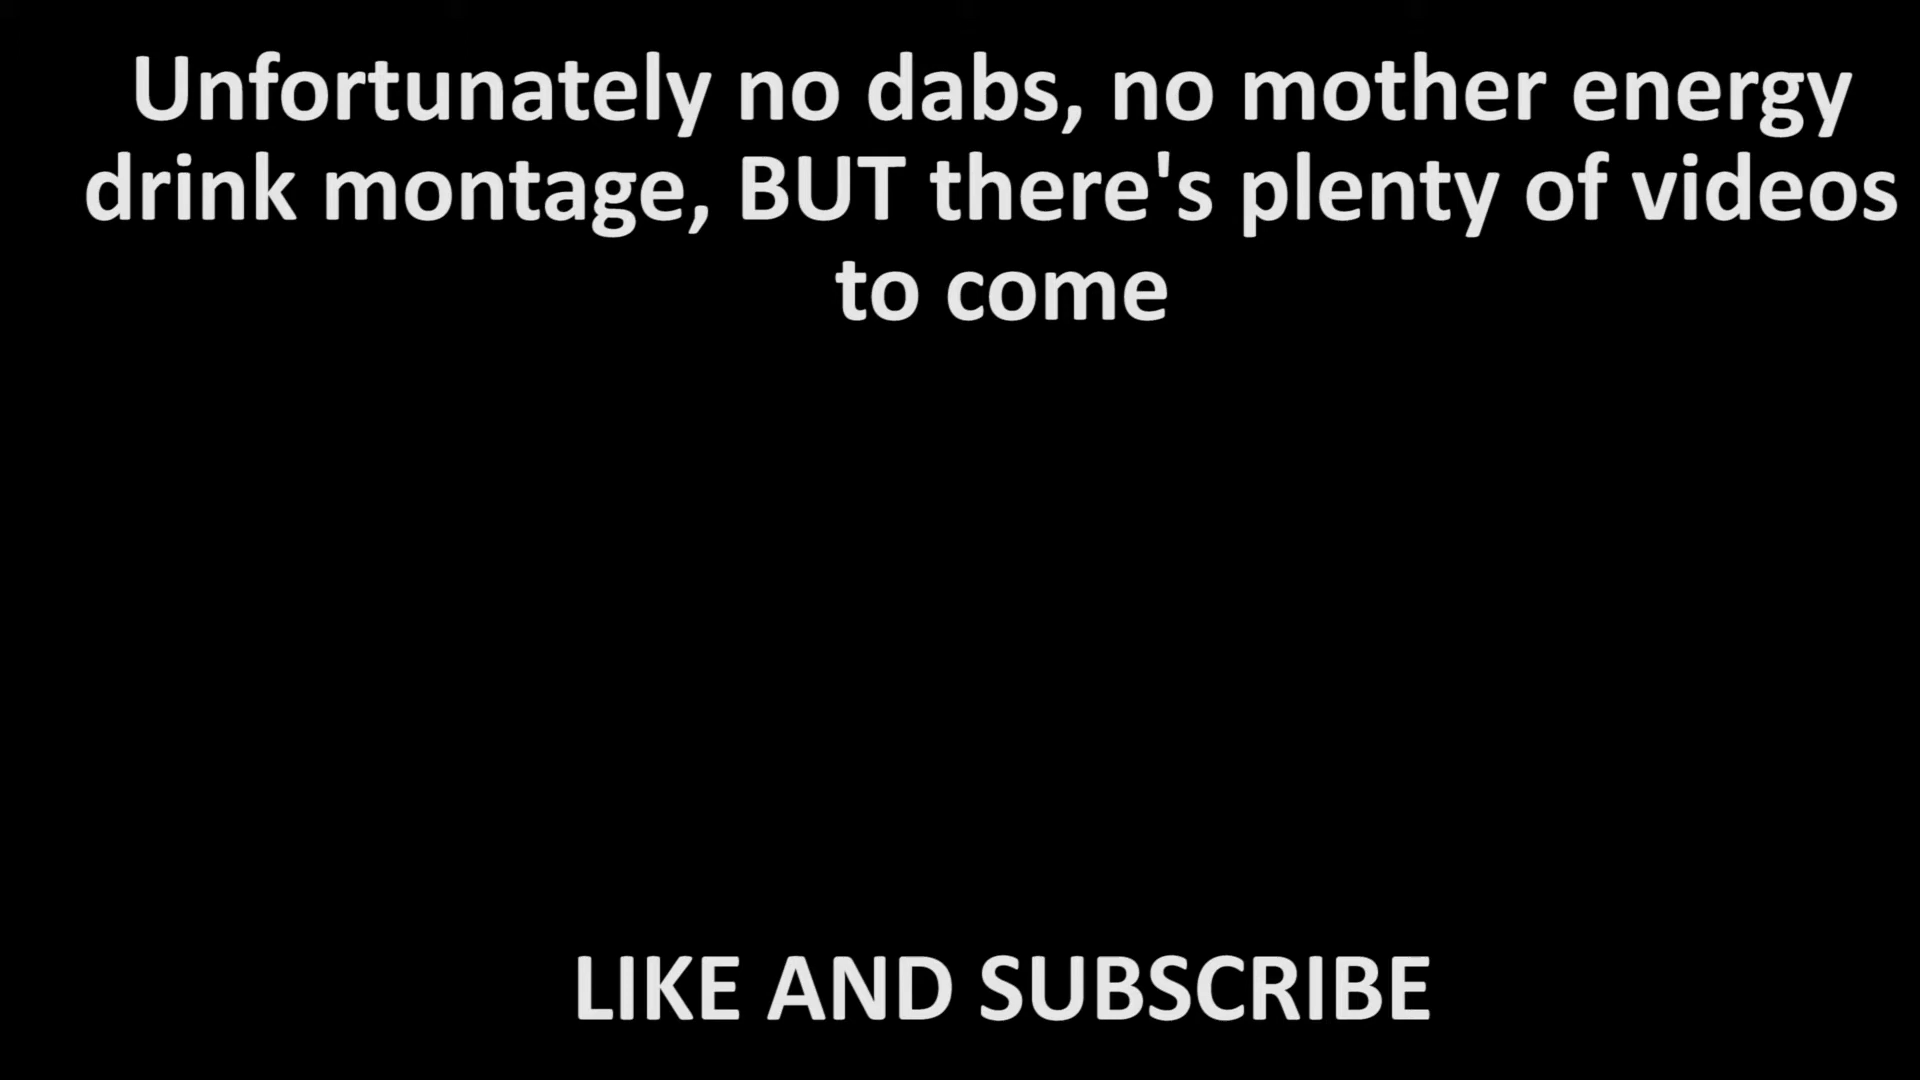 Unfortunately no dabs, no mother energy
drink montage, BUT there's plenty of videos
to come
LIKE AND SUBSCRIBE